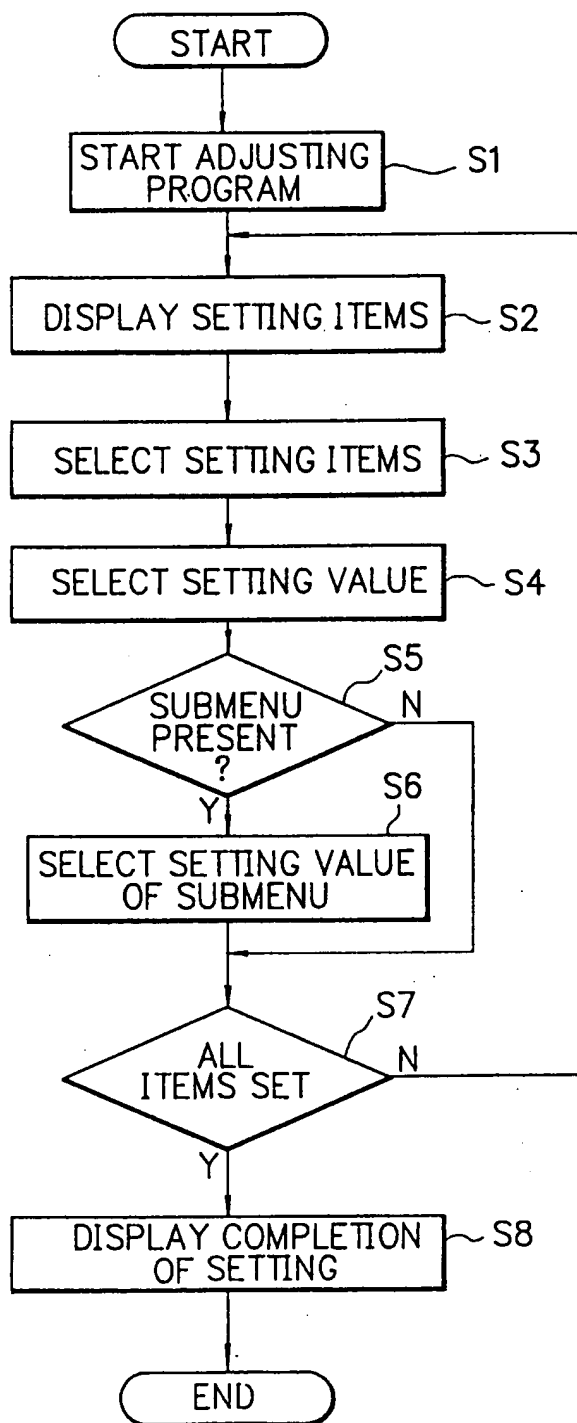 START
START ADJUSTING
PROGRAM
S1
DISPLAY SETTING ITEMS
S2
SELECT SETTING ITEMS
S3
SELECT SETTING VALUE
S4
SUBMENU
PRESENT
?
S5
N
Y
S6
SELECT SETTING VALUE
OF SUBMENU
S7
ALL
ITEMS SET
N
Y
DISPLAY COMPLETION
OF SETTING
S8
END